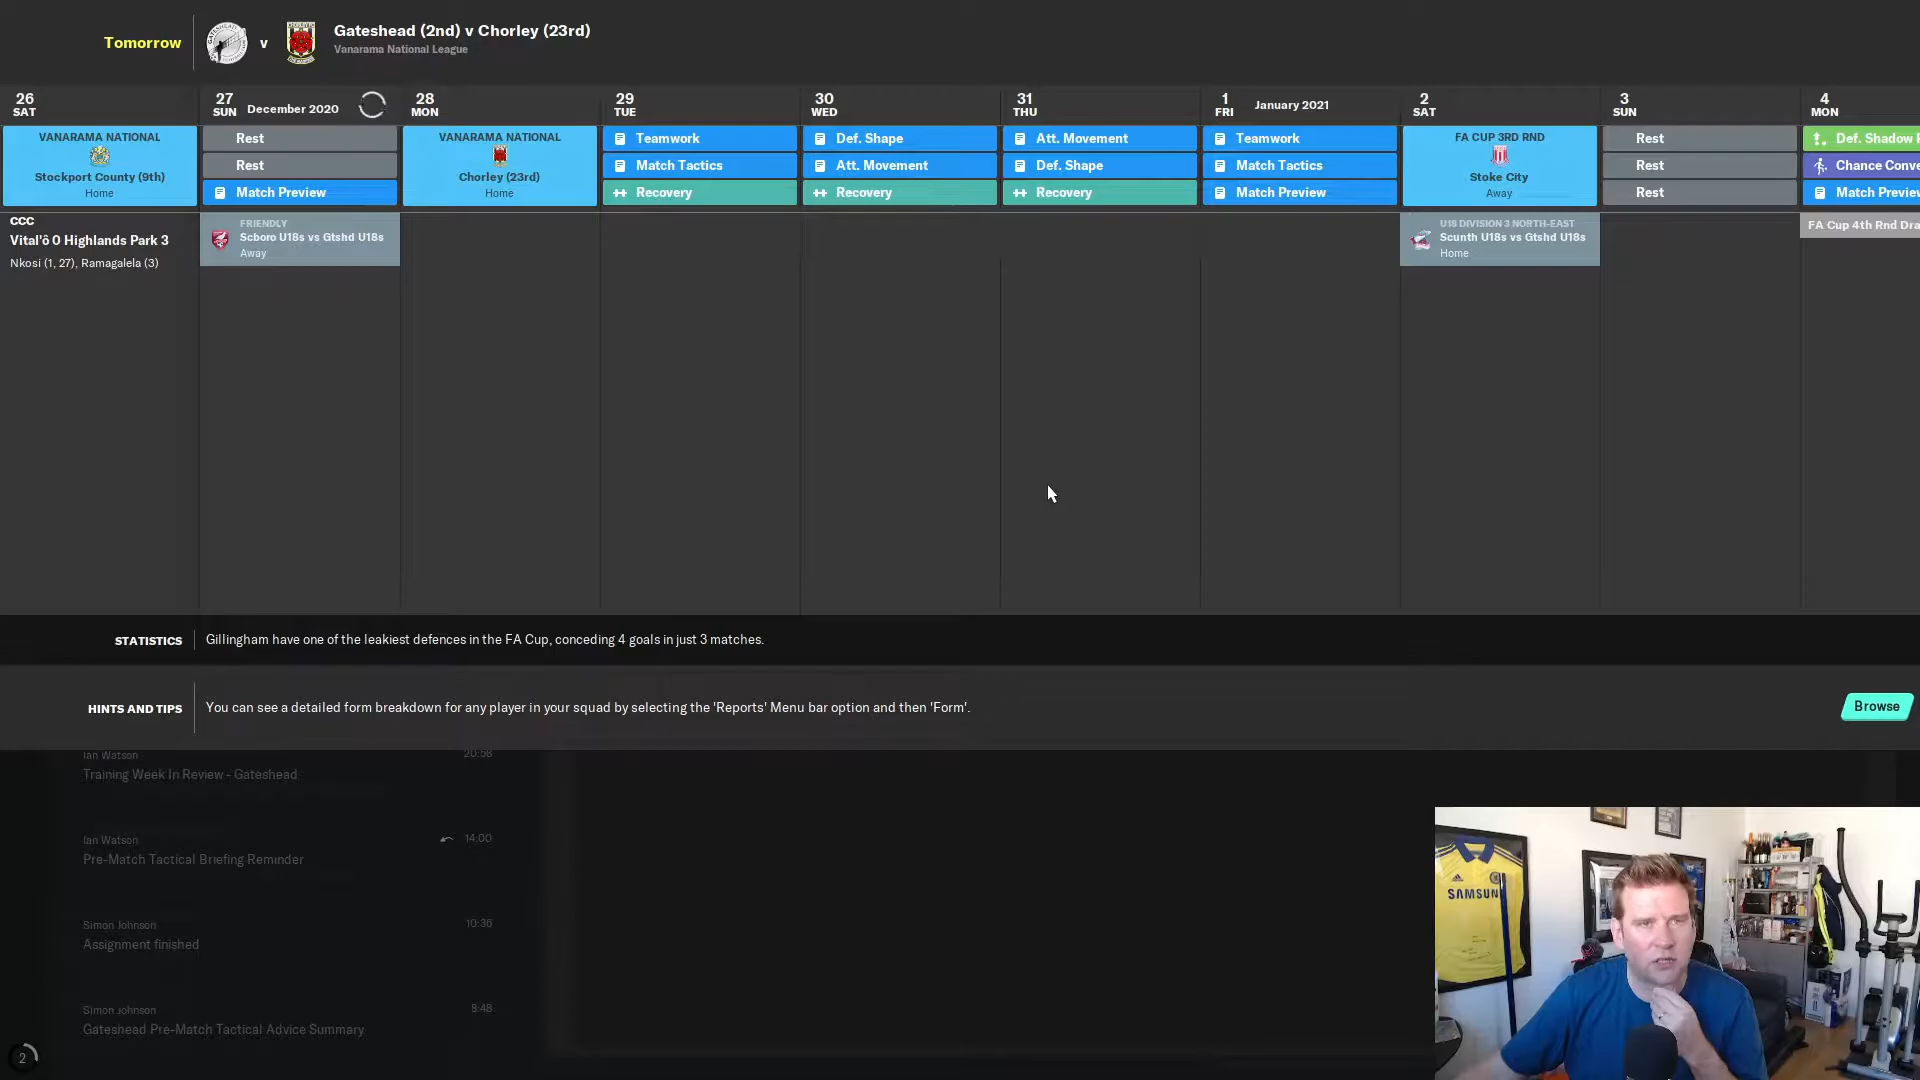 Tomorrow
v
Gateshead (2nd) v Chorley (23rd)
Vanarama National League
26
SAT
27
SUN
December 2020
28
MON
29
TUE
30
WED
31
THU
1
FRI
January 2021
2
SAT
3
SUN
4
MON
VANARAMA NATIONAL
Stockport County (9th)
Home
Rest
Rest
Match Preview
VANARAMA NATIONAL
Chorley (23rd)
Home
Teamwork
Match Tactics
Recovery
Def. Shape
Att. Movement
Recovery
Att. Movement
Def. Shape
Recovery
Teamwork
Match Tactics
Match Preview
FA CUP 3RD RND
Stoke City
Away
Rest
Rest
Rest
Def. Shadow
Chance Conve
Match Preview
CCC
Vital'ô 0 Highlands Park 3
Nkosi (1, 27), Ramagalela (3)
FRIENDLY
Scboro U18s vs Gtshd U18s
Away
U18 DIVISION 3 NORTH-EAST
Scunth U18s vs Gtshd U18s
Home
FA Cup 4th Rnd Dra
STATISTICS
Gillingham have one of the leakiest defences in the FA Cup, conceding 4 goals in just 3 matches.
HINTS AND TIPS
You can see a detailed form breakdown for any player in your squad by selecting the 'Reports' Menu bar option and then 'Form'.
Browse
Ian Watson
20:58
Training Week In Review - Gateshead
Ian Watson
14:00
Pre-Match Tactical Briefing Reminder
Simon Johnson
10:36
Assignment finished
Simon Johnson
8:48
Gateshead Pre-Match Tactical Advice Summary
2
SAMSUNG